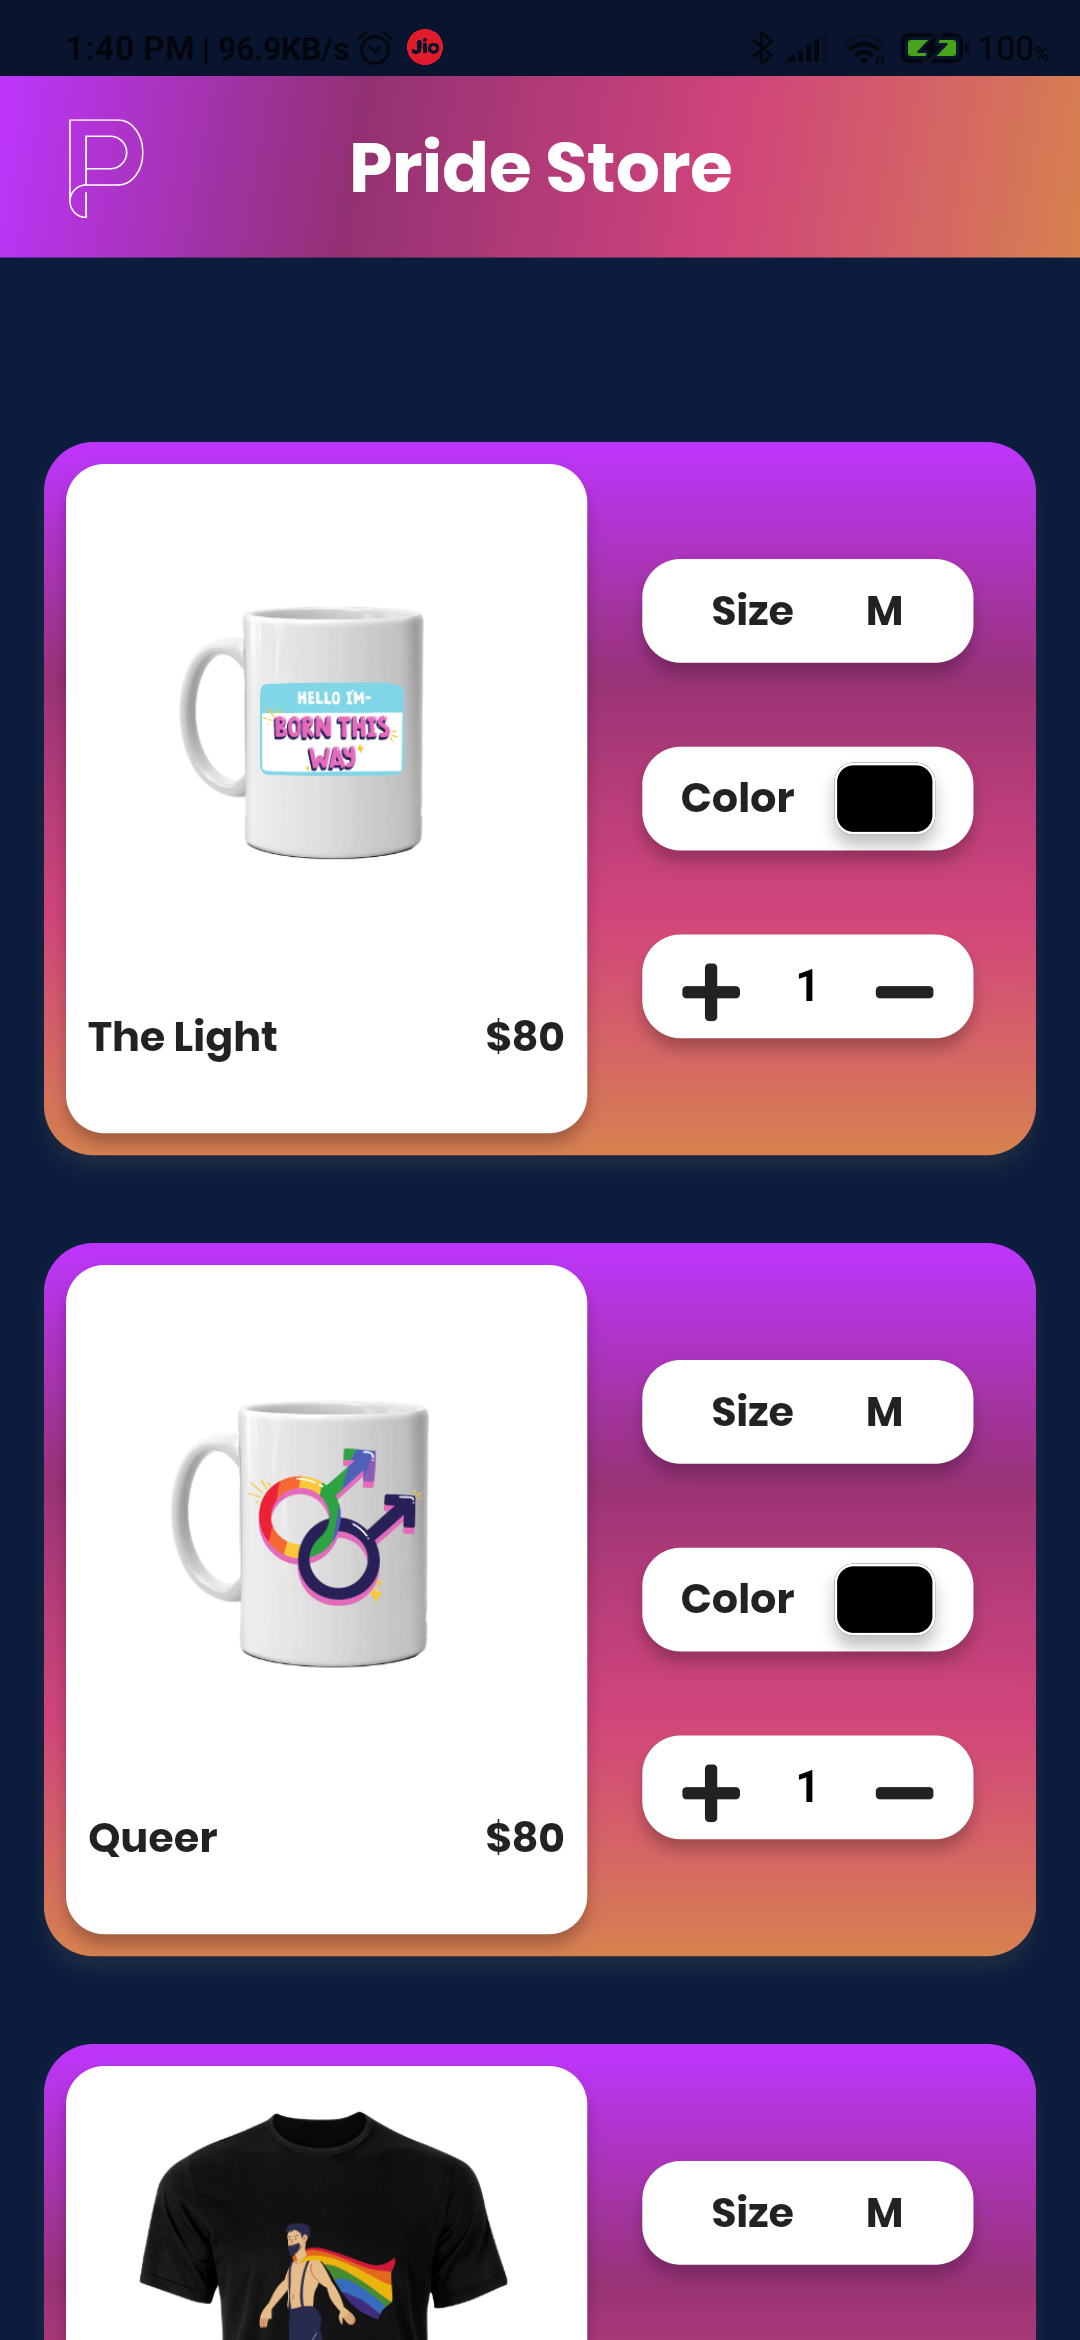 1:40 PM | 96.9KB/s Jio 100%
Pride Store
HELLO I'M-
BORN THIS
WAY
Size M
Color
1
The Light $80
Size M
Color
1
Queer $80
Size M